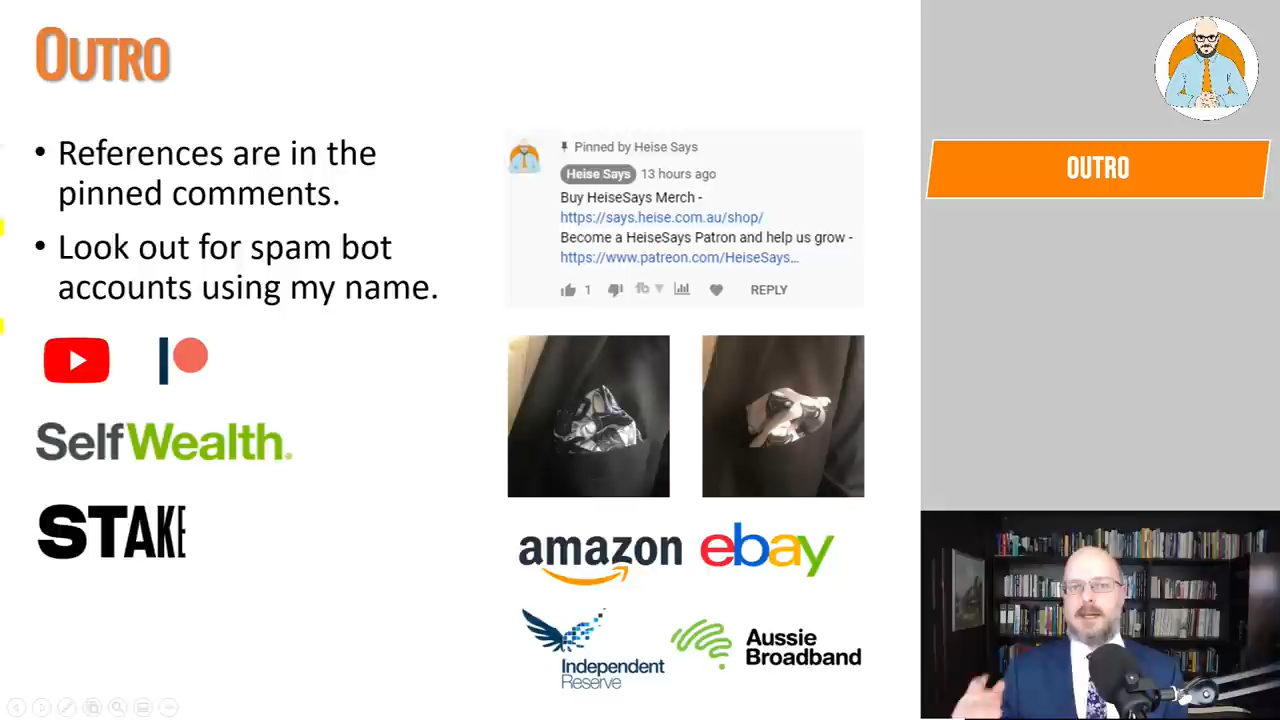 OUTRO
• References are in the
pinned comments.
• Look out for spam bot
accounts using my name.
SelfWealth.
STAKE
Pinned by Heise Says
Heise Says 13 hours ago
Buy HeiseSays Merch -
https://says.heise.com.au/shop/
Become a HeiseSays Patron and help us grow -
https://www.patreon.com/HeiseSays...
1 REPLY
amazon ebay
Independent
Reserve
Aussie
Broadband
OUTRO